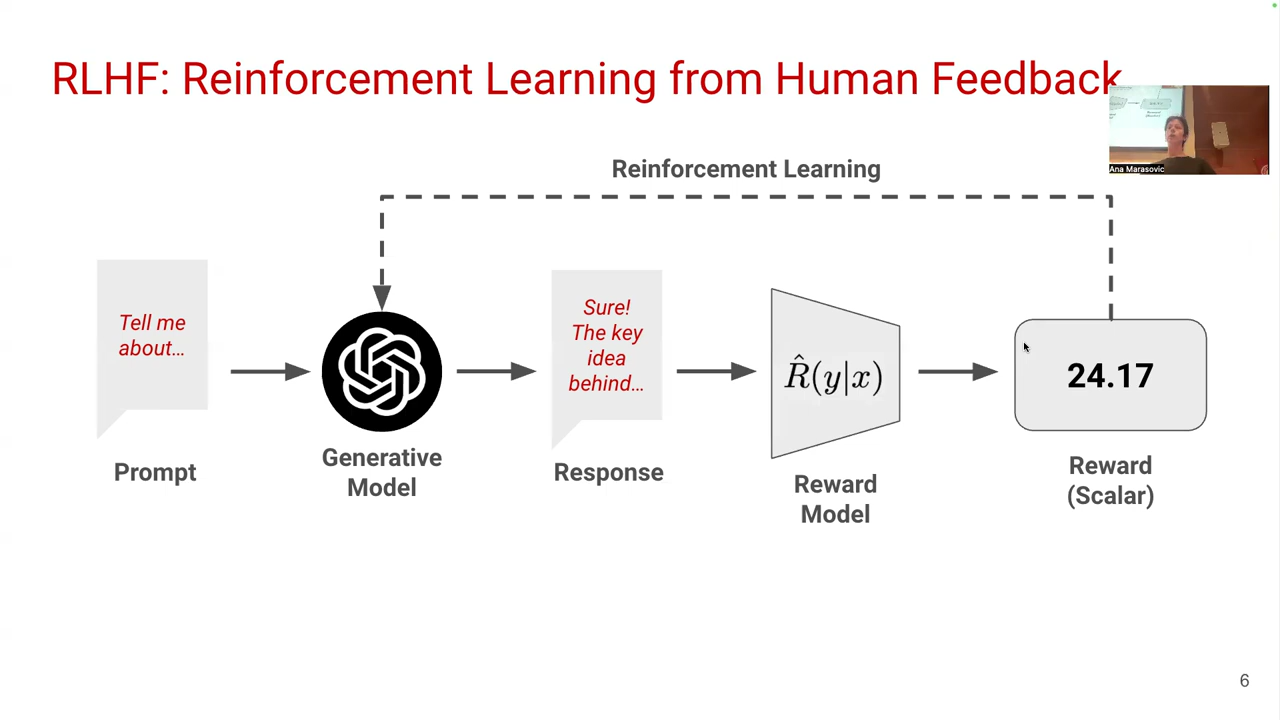 RLHF: Reinforcement Learning from Human Feedback
Ana Marasovic
Reinforcement Learning
Tell me
about…
Sure!
The key
idea
behind…
R̂(y|x)
24.17
Prompt
Generative
Model
Response
Reward
Model
Reward
(Scalar)
6